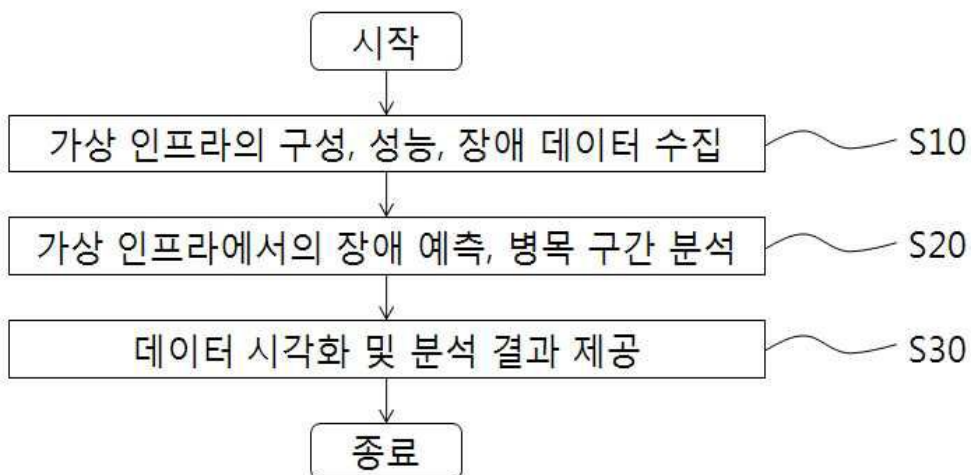 시작
가상 인프라의 구성, 성능, 장애 데이터 수집
S10
가상 인프라에서의 장애 예측, 병목 구간 분석
S20
데이터 시각화 및 분석 결과 제공
S30
종료